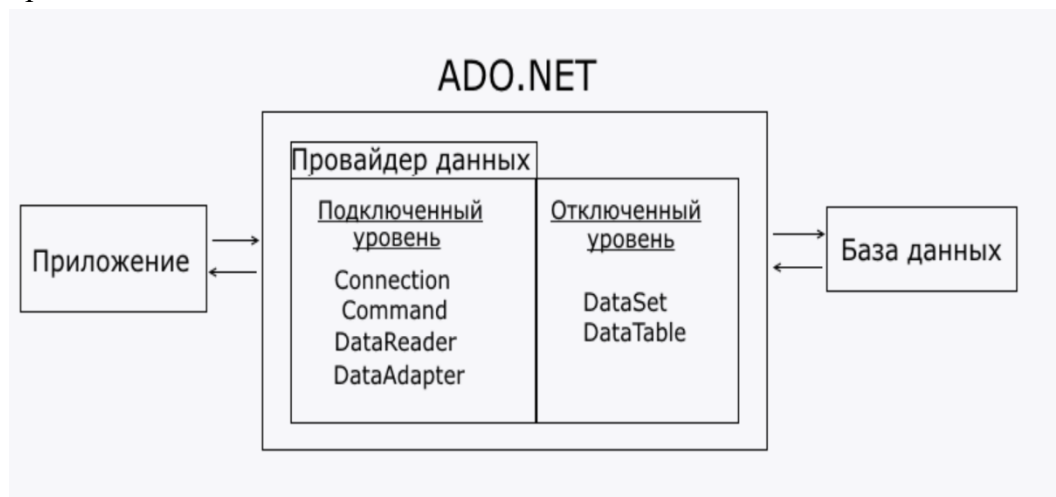 ADO.NET
Провайдер данных
Подключенный
уровень
Connection
Command
DataReader
DataAdapter
Отключенный
уровень
DataSet
DataTable
Приложение
База данных